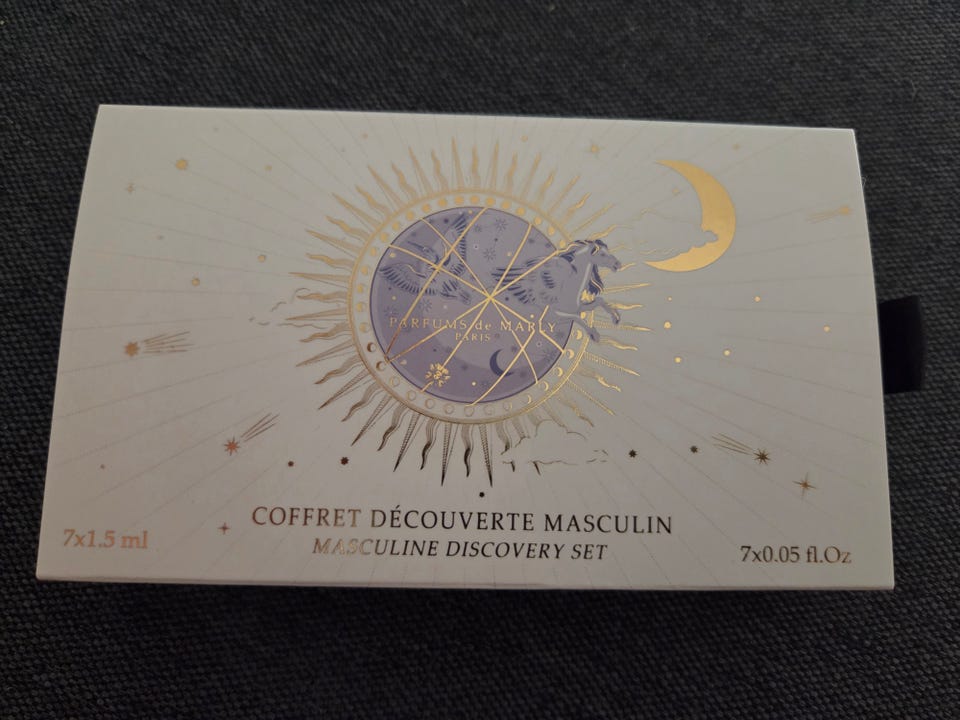 PARFUMS de MARLY
PARIS
COFFRET DÉCOUVERTE MASCULIN
MASCULINE DISCOVERY SET
7x1.5 ml
7x0.05 fl.Oz